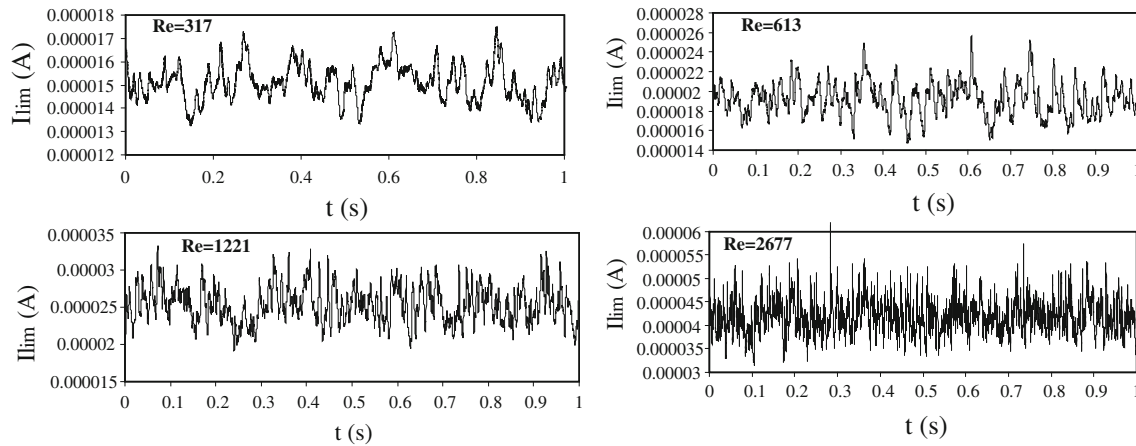 Re=317
Ilim (A)
0.000018
0.000017
0.000016
0.000015
0.000014
0.000013
0.000012
0 0.2 0.4 0.6 0.8 1
t (s)
Re=613
Ilim (A)
0.000028
0.000026
0.000024
0.000022
0.00002
0.000018
0.000016
0.000014
0 0.1 0.2 0.3 0.4 0.5 0.6 0.7 0.8 0.9 1
t (s)
Re=1221
Ilim (A)
0.000035
0.00003
0.000025
0.00002
0.000015
0 0.1 0.2 0.3 0.4 0.5 0.6 0.7 0.8 0.9 1
t (s)
Re=2677
Ilim (A)
0.00006
0.000055
0.00005
0.000045
0.00004
0.000035
0.00003
0 0.1 0.2 0.3 0.4 0.5 0.6 0.7 0.8 0.9 1
t (s)